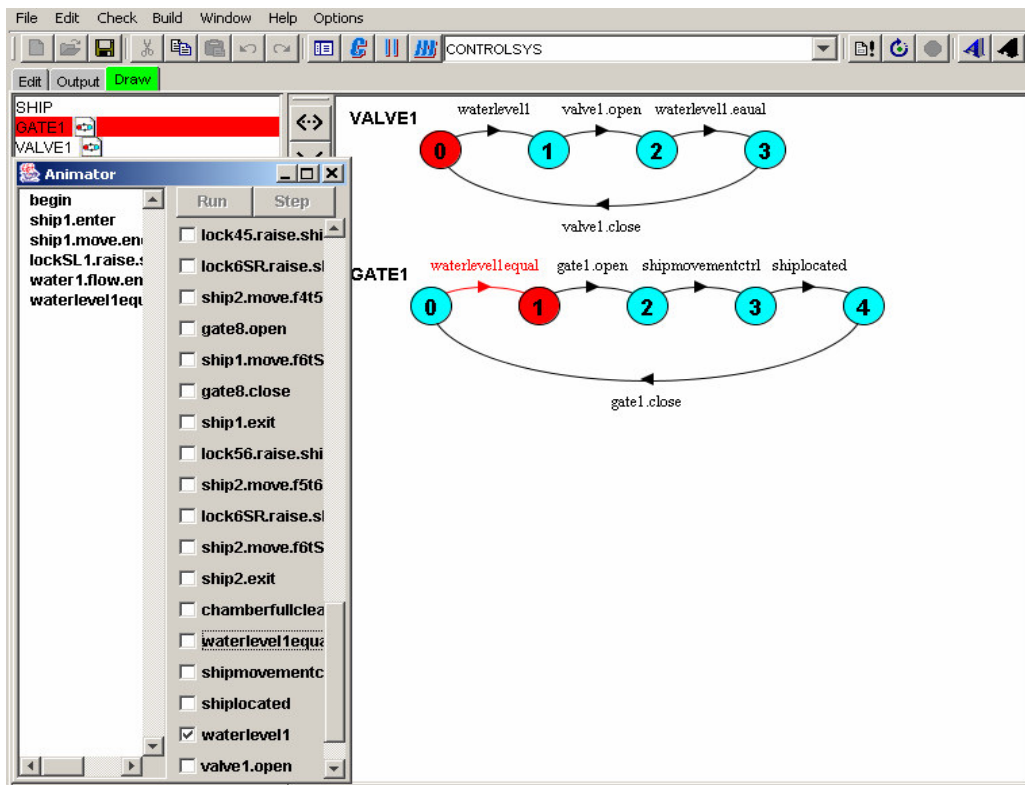 File Edit Check Build Window Help Options
CONTROLSYS
Edit Output Draw
SHIP
GATE1
VALVE1
Animator
begin
ship1.enter
ship1.move.en
lockSL1.raise.s
water1.flow.en
waterlevel1equ
Run Step
lock45.raise.shi
lock6SR.raise.sl
ship2.move.f4t5
gate8.open
ship1.move.f6tS
gate8.close
ship1.exit
lock56.raise.shi
ship2.move.f5t6
lock6SR.raise.sl
ship2.move.f6tS
ship2.exit
chamberfullclea
waterlevel1equa
shipmovementc
shiplocated
waterlevel1
valve1.open
VALVE1
waterlevel1 valve1.open waterlevel1.eaual
0 1 2 3
valve1.close
GATE1
waterlevel1equal gate1.open shipmovementctrl shiplocated
0 1 2 3 4
gate1.close